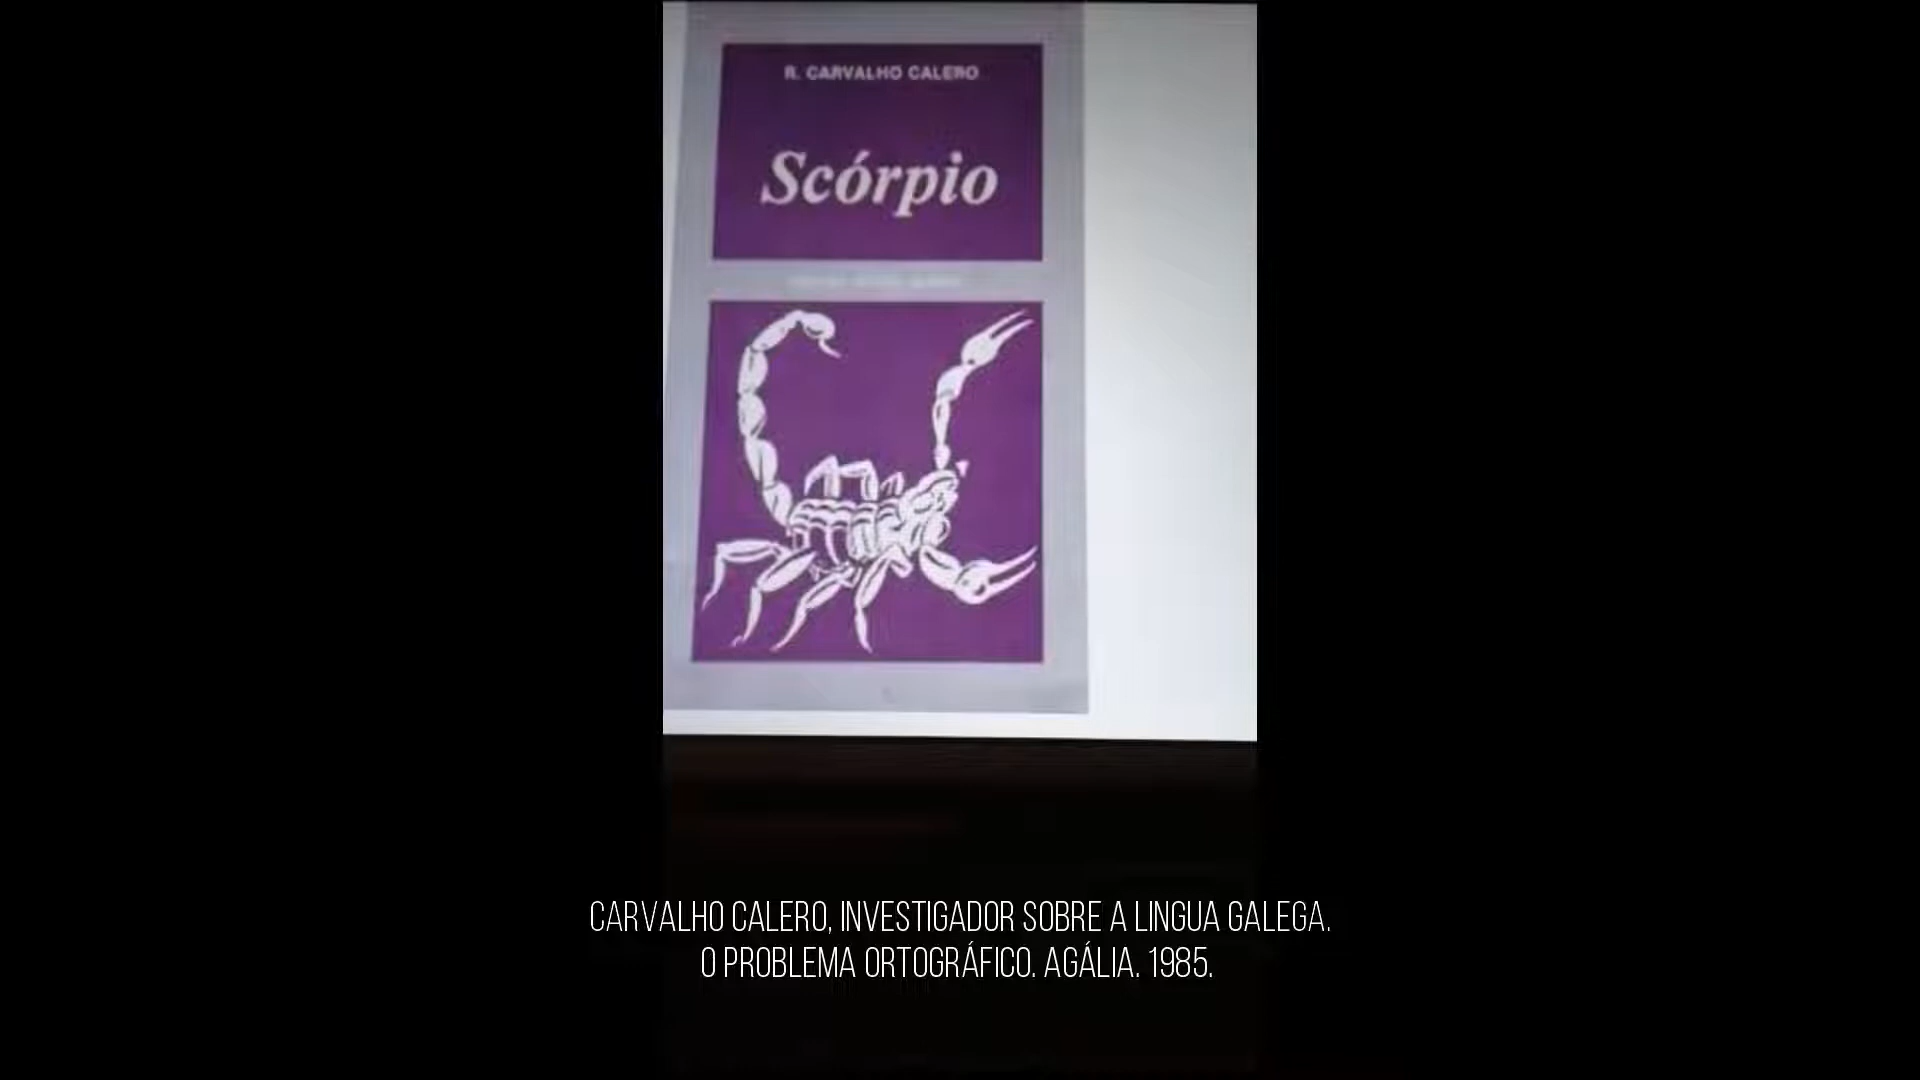 R. CARVALHO CALERO
Scórpio
CARVALHO CALERO, INVESTIGADOR SOBRE A LINGUA GALEGA.
O PROBLEMA ORTOGRÁFICO. AGÁLIA. 1985.